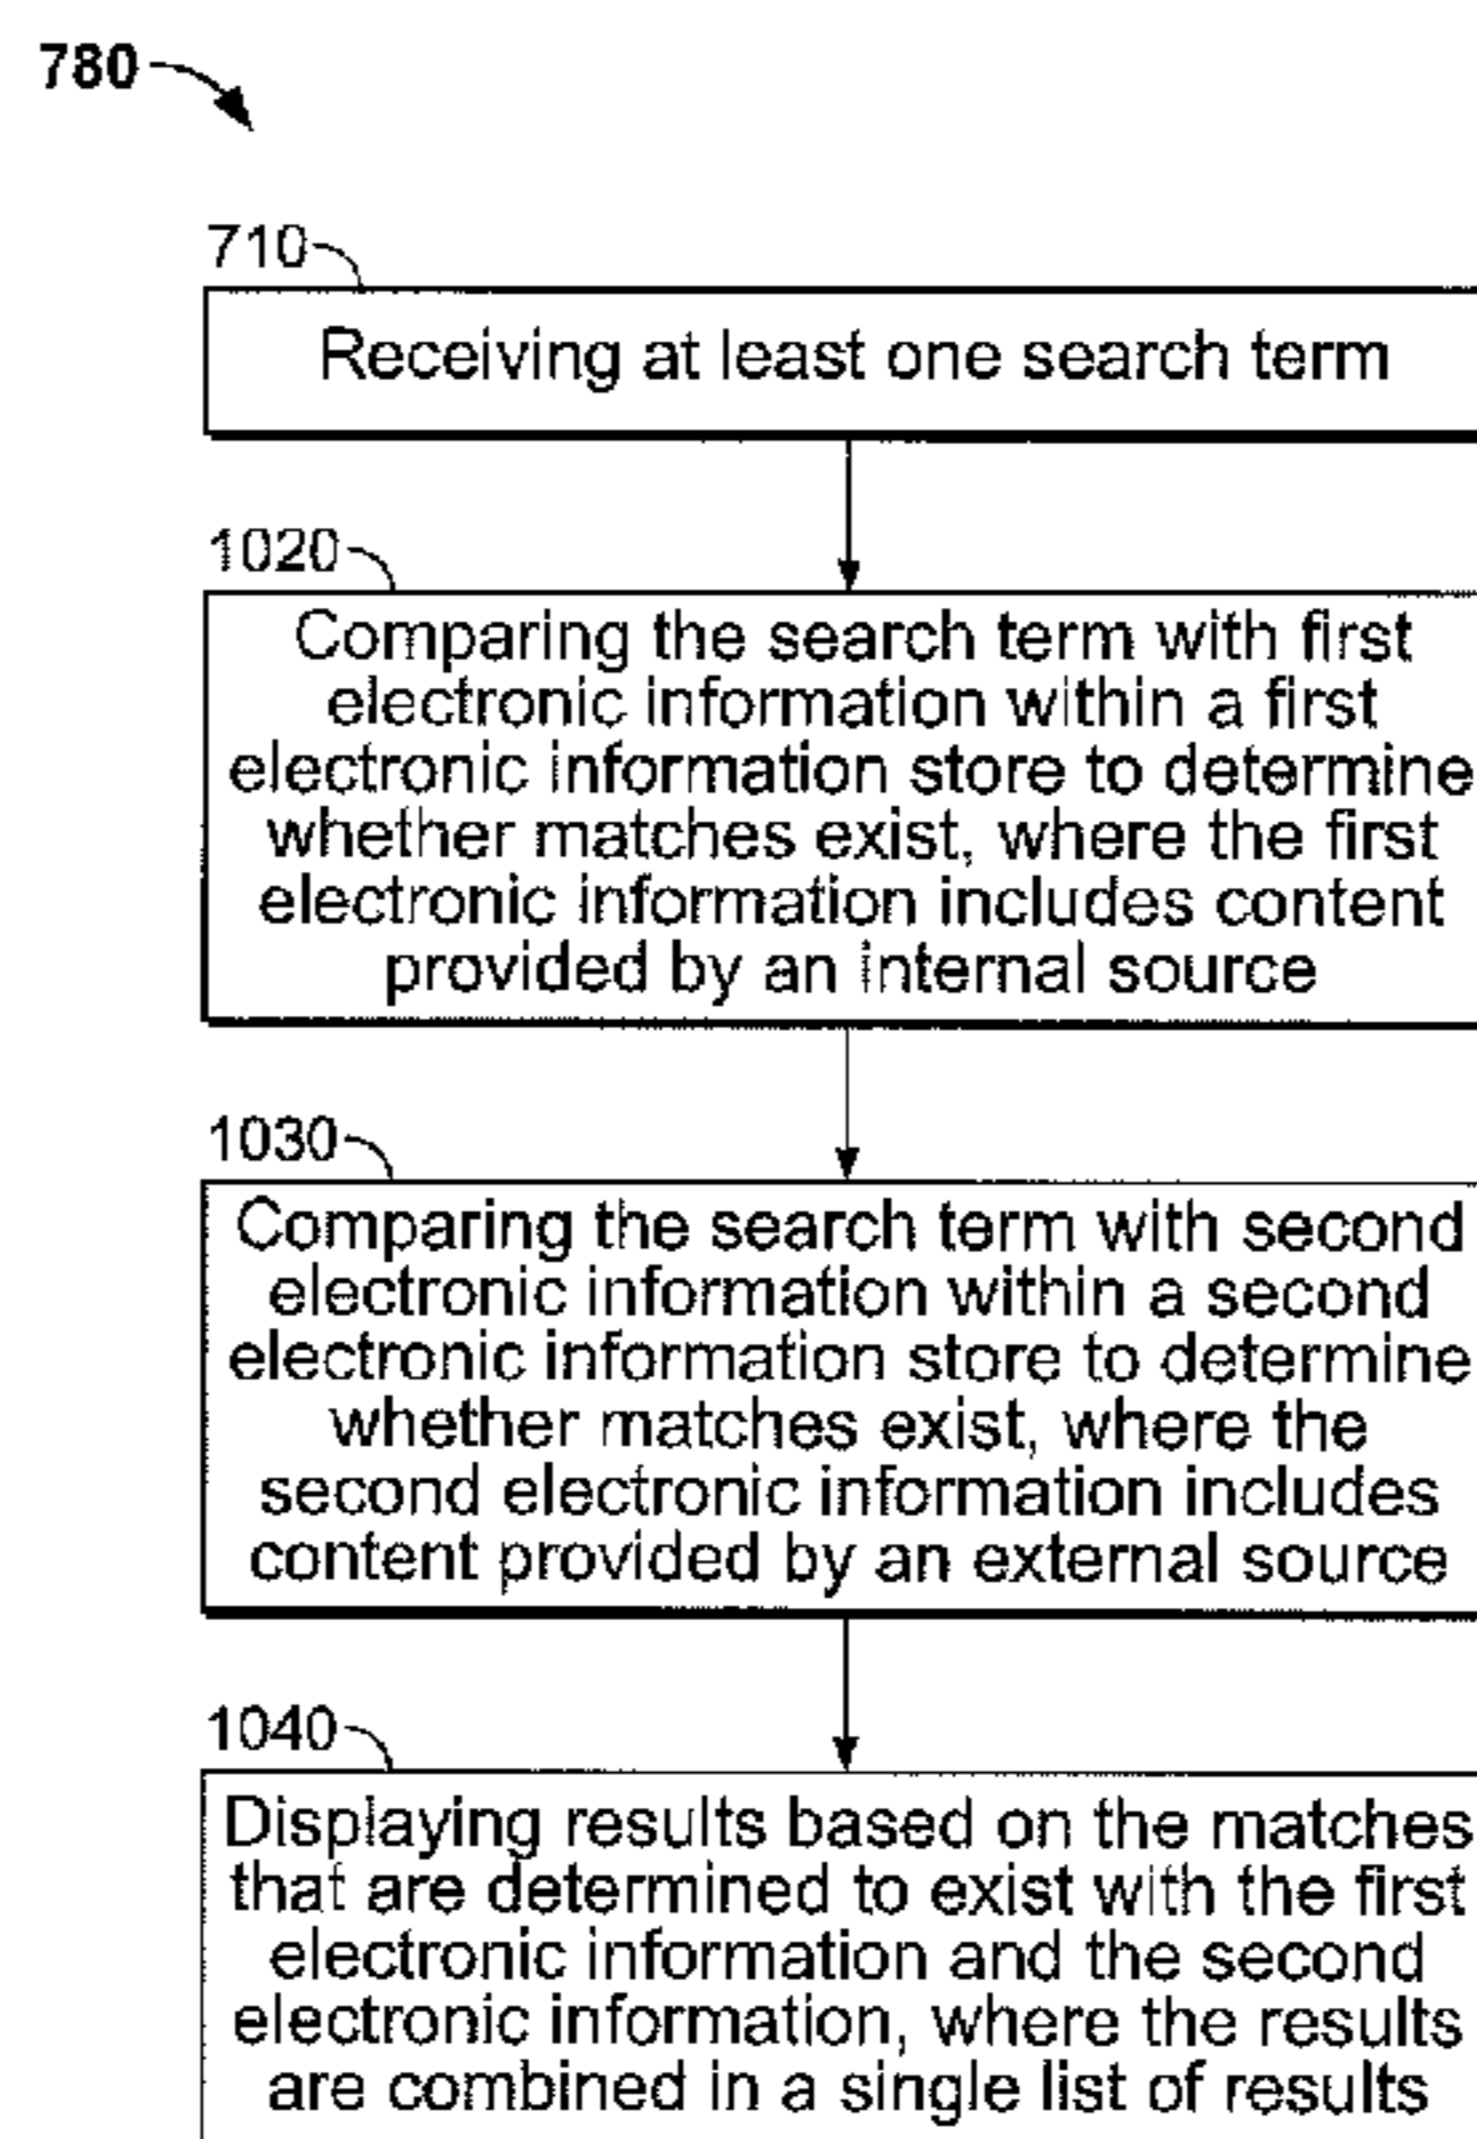 780
710
Receiving at least one search term
1020
Comparing the search term with first
electronic information within a first
electronic information store to determine
whether matches exist, where the first
electronic information includes content
provided by an internal source
1030
Comparing the search term with second
electronic information within a second
electronic information store to determine
whether matches exist, where the
second electronic information includes
content provided by an external source
1040
Displaying results based on the matches
that are determined to exist with the first
electronic information and the second
electronic information, where the results
are combined in a single list of results